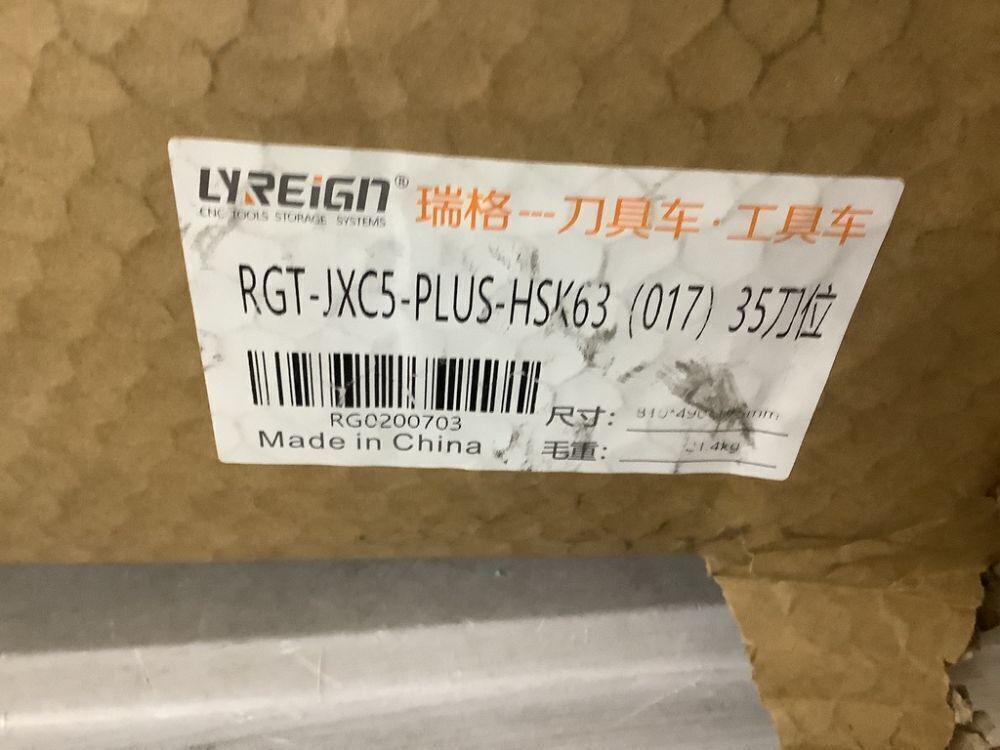 LYREIGN® 瑞格---刀具车·工具车
CNC TOOLS STORAGE SYSTEMS
RGT-JXC5-PLUS-HSK63 (017) 35刀位
RG0200703
Made in China
尺寸:
毛重: